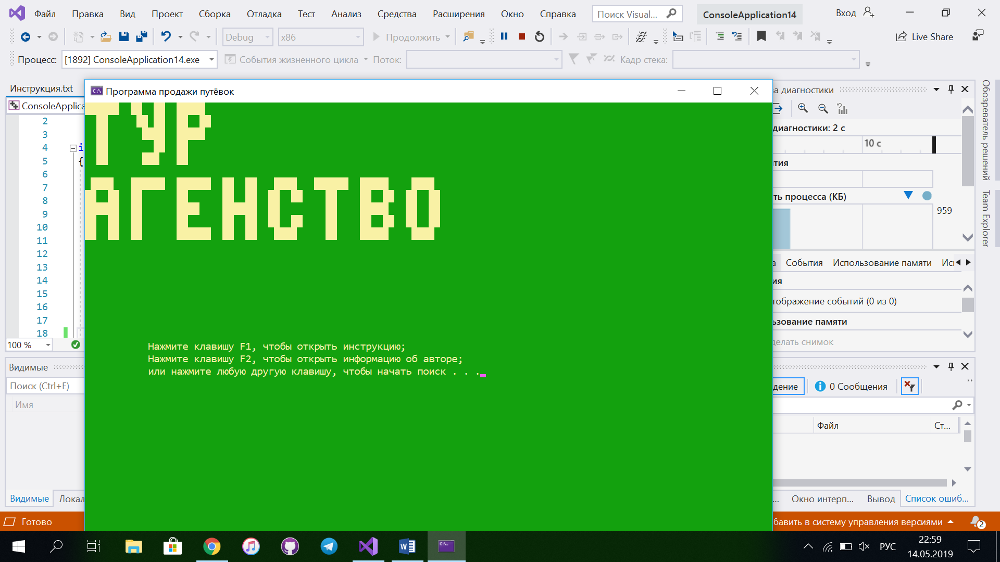 Файл Правка Вид Проект Сборка Отладка Тест Анализ Средства Расширения Окно Справка Поиск Visual... ConsoleApplication14 Вход
Debug x86 Продолжить Live Share
Процесс: [1892] ConsoleApplication14.exe События жизненного цикла Поток: Кадр стека:
Инструкция.txt
Программа продажи путёвок
диагностики
ConsoleApplica
ТУР
АГЕНСТВО
2
3
4
5
6
7
8
9
10
11
12
13
14
15
16
17
18
i
{
100 %
Нажмите клавишу F1, чтобы открыть инструкцию;
Нажмите клавишу F2, чтобы открыть информацию об авторе;
или нажмите любую другую клавишу, чтобы начать поиск . . .
диагностики: 2 с
10 с
тия
ть процесса (КБ)
959
а События Использование памяти Ис
ия
тображение событий (0 из 0)
ьзование памяти
делать снимок
Обозреватель решений
Team Explorer
Видимые
Поиск (Ctrl+E)
Имя
Видимые Локал
дение 0 Сообщения
Файл Ст...
... Окно интерп... Вывод Список ошиб...
Готово
бавить в систему управления версиями 2
РУС
22:59
14.05.2019